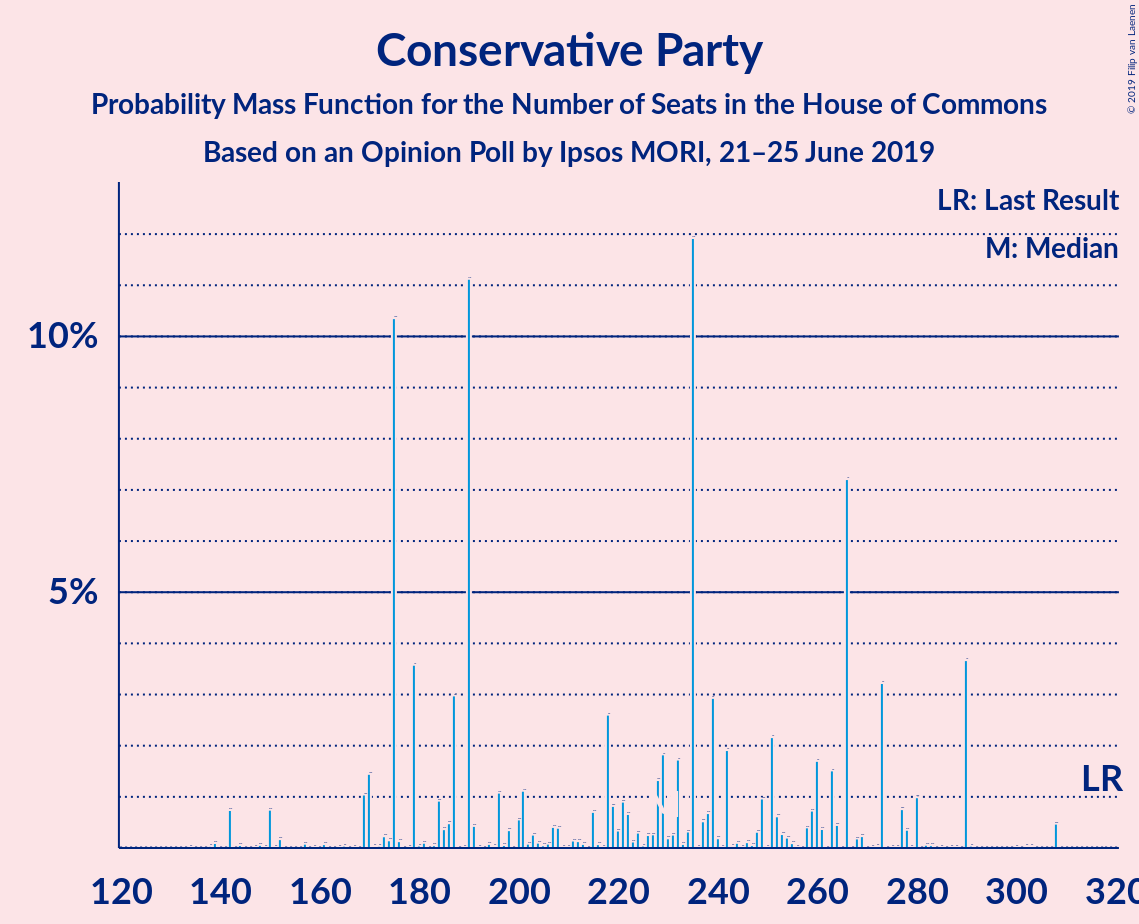 Conservative Party
Probability Mass Function for the Number of Seats in the House of Commons
Based on an Opinion Poll by Ipsos MORI, 21–25 June 2019
© 2019 Filip van Laenen
LR: Last Result
M: Median
10%
5%
LR
120 140 160 180 200 220 240 260 280 300 320